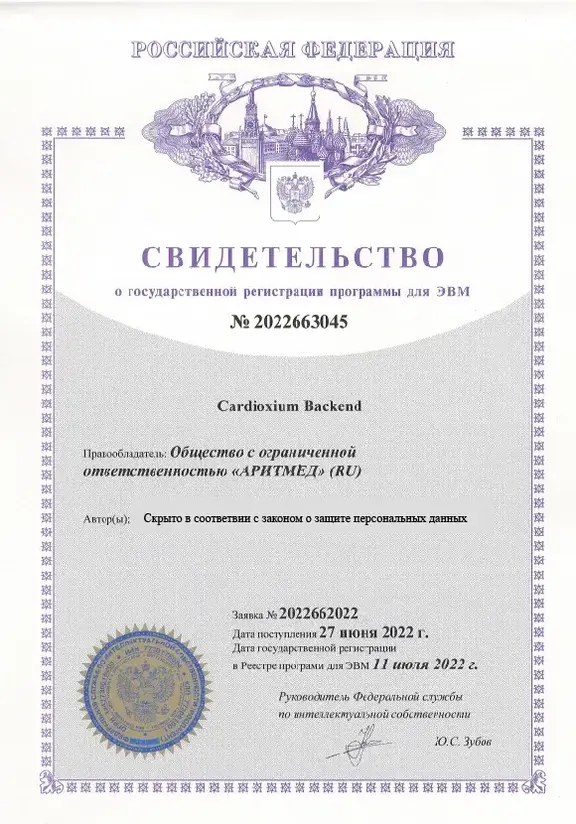 РОССИЙСКАЯ ФЕДЕРАЦИЯ
СВИДЕТЕЛЬСТВО
о государственной регистрации программы для ЭВМ
№ 2022663045
Cardioxium Backend
Правообладатель: Общество с ограниченной
ответственностью «АРИТМЕД» (RU)
Автор(ы): Скрыто в соответвии с законом о защите персональных данных
Заявка № 2022662022
Дата поступления 27 июня 2022 г.
Дата государственной регистрации
в Реестре программ для ЭВМ 11 июля 2022 г.
Руководитель Федеральной службы
по интеллектуальной собственности
Ю.С. Зубов